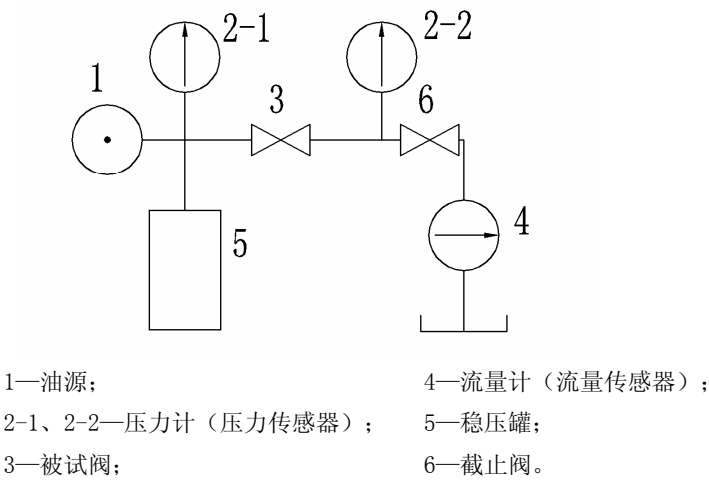 2-1
2-2
1
3
6
4
5
1—油源；
4—流量计（流量传感器）；
2-1、2-2—压力计（压力传感器）；
5—稳压罐；
3—被试阀；
6—截止阀。